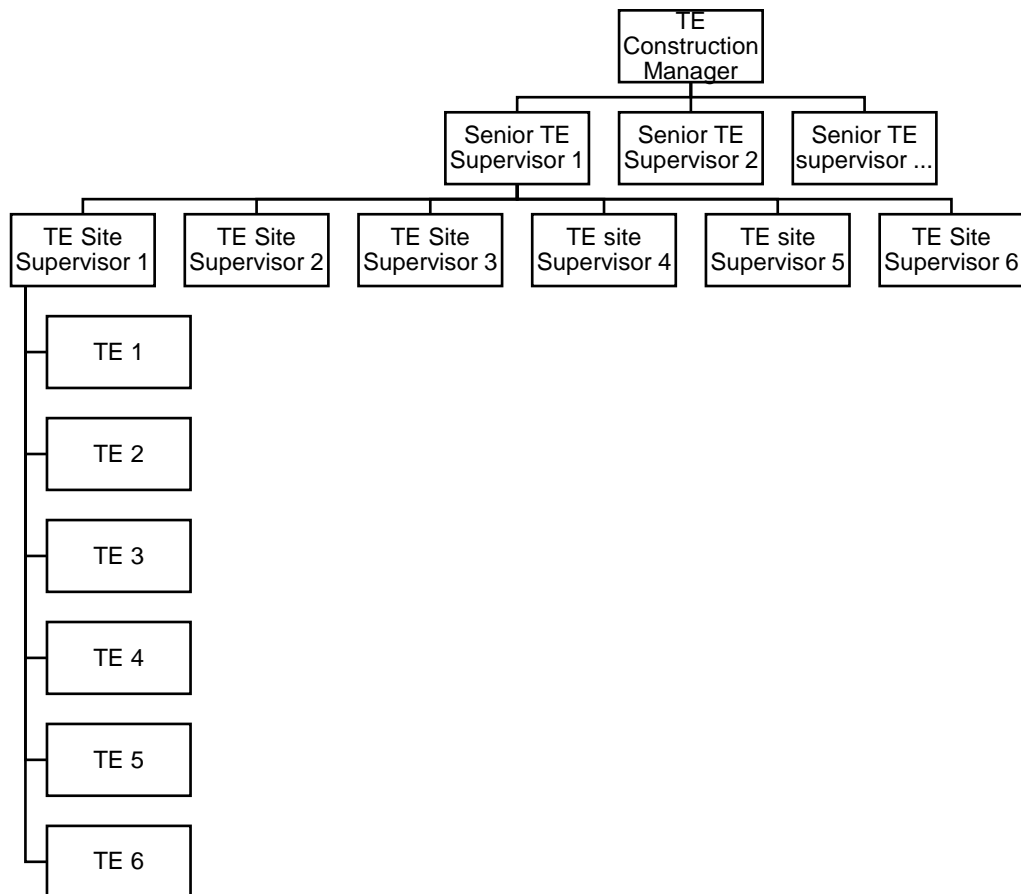 TE
Construction
Manager
Senior TE
Supervisor 1
Senior TE
Supervisor 2
Senior TE
supervisor ...
TE Site
Supervisor 1
TE Site
Supervisor 2
TE Site
Supervisor 3
TE site
Supervisor 4
TE site
Supervisor 5
TE Site
Supervisor 6
TE 1
TE 2
TE 3
TE 4
TE 5
TE 6